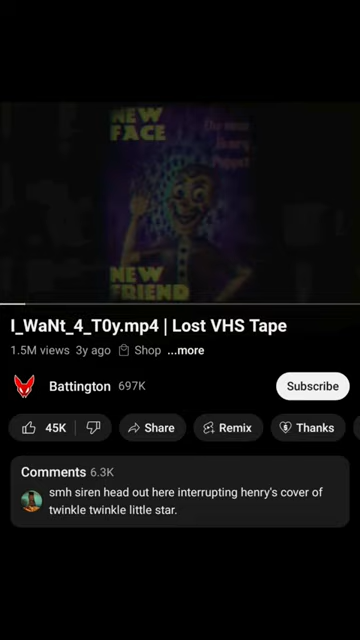 NEW
FACE
Henry
Puppet
NEW
FRIEND
I_WaNt_4_T0y.mp4 | Lost VHS Tape
1.5M views 3y ago Shop ...more
Battington 697K
Subscribe
45K Share Remix Thanks
Comments 6.3K
smh siren head out here interrupting henry's cover of
twinkle twinkle little star.